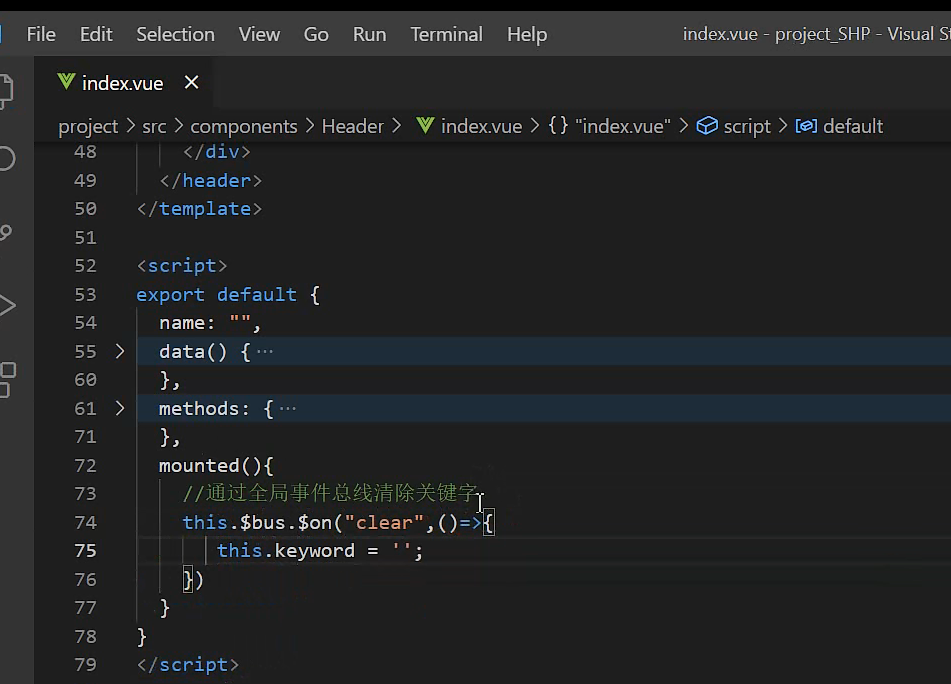 File Edit Selection View Go Run Terminal Help index.vue - project_SHP - Visual
index.vue ×
project > src > components > Header > index.vue > {} "index.vue" > script > default
48 </div>
49 </header>
50 </template>
51
52 <script>
53 export default {
54 name: "",
55 > data() { ···
60 },
61 > methods: { ···
71 },
72 mounted(){
73 //通过全局事件总线清除关键字
74 this.$bus.$on("clear",()=>{
75 this.keyword = '';
76 })
77 }
78 }
79 </script>